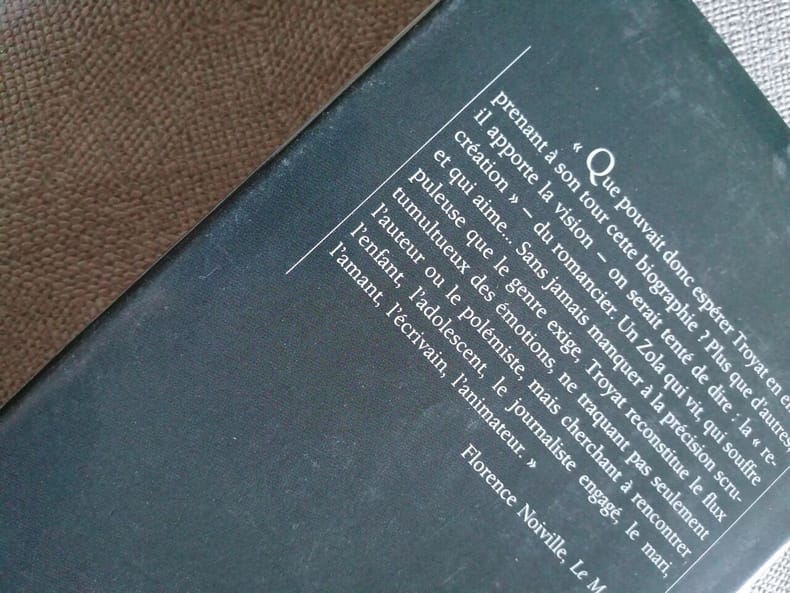 « Que pouvait donc espérer Troyat en en
prenant à son tour cette biographie ? Plus que d'autres,
il apporte la vision – on serait tenté de dire : la « re-
création » – du romancier. Un Zola qui vit, qui souffre
et qui aime... Sans jamais manquer à la précision scru-
puleuse que le genre exige, Troyat reconstitue le flux
tumultueux des émotions, ne traquant pas seulement
l'auteur ou le polémiste, mais cherchant à rencontrer
l'enfant, l'adolescent, le journaliste engagé, le mari,
l'amant, l'écrivain, l'animateur. »
Florence Noiville, Le M